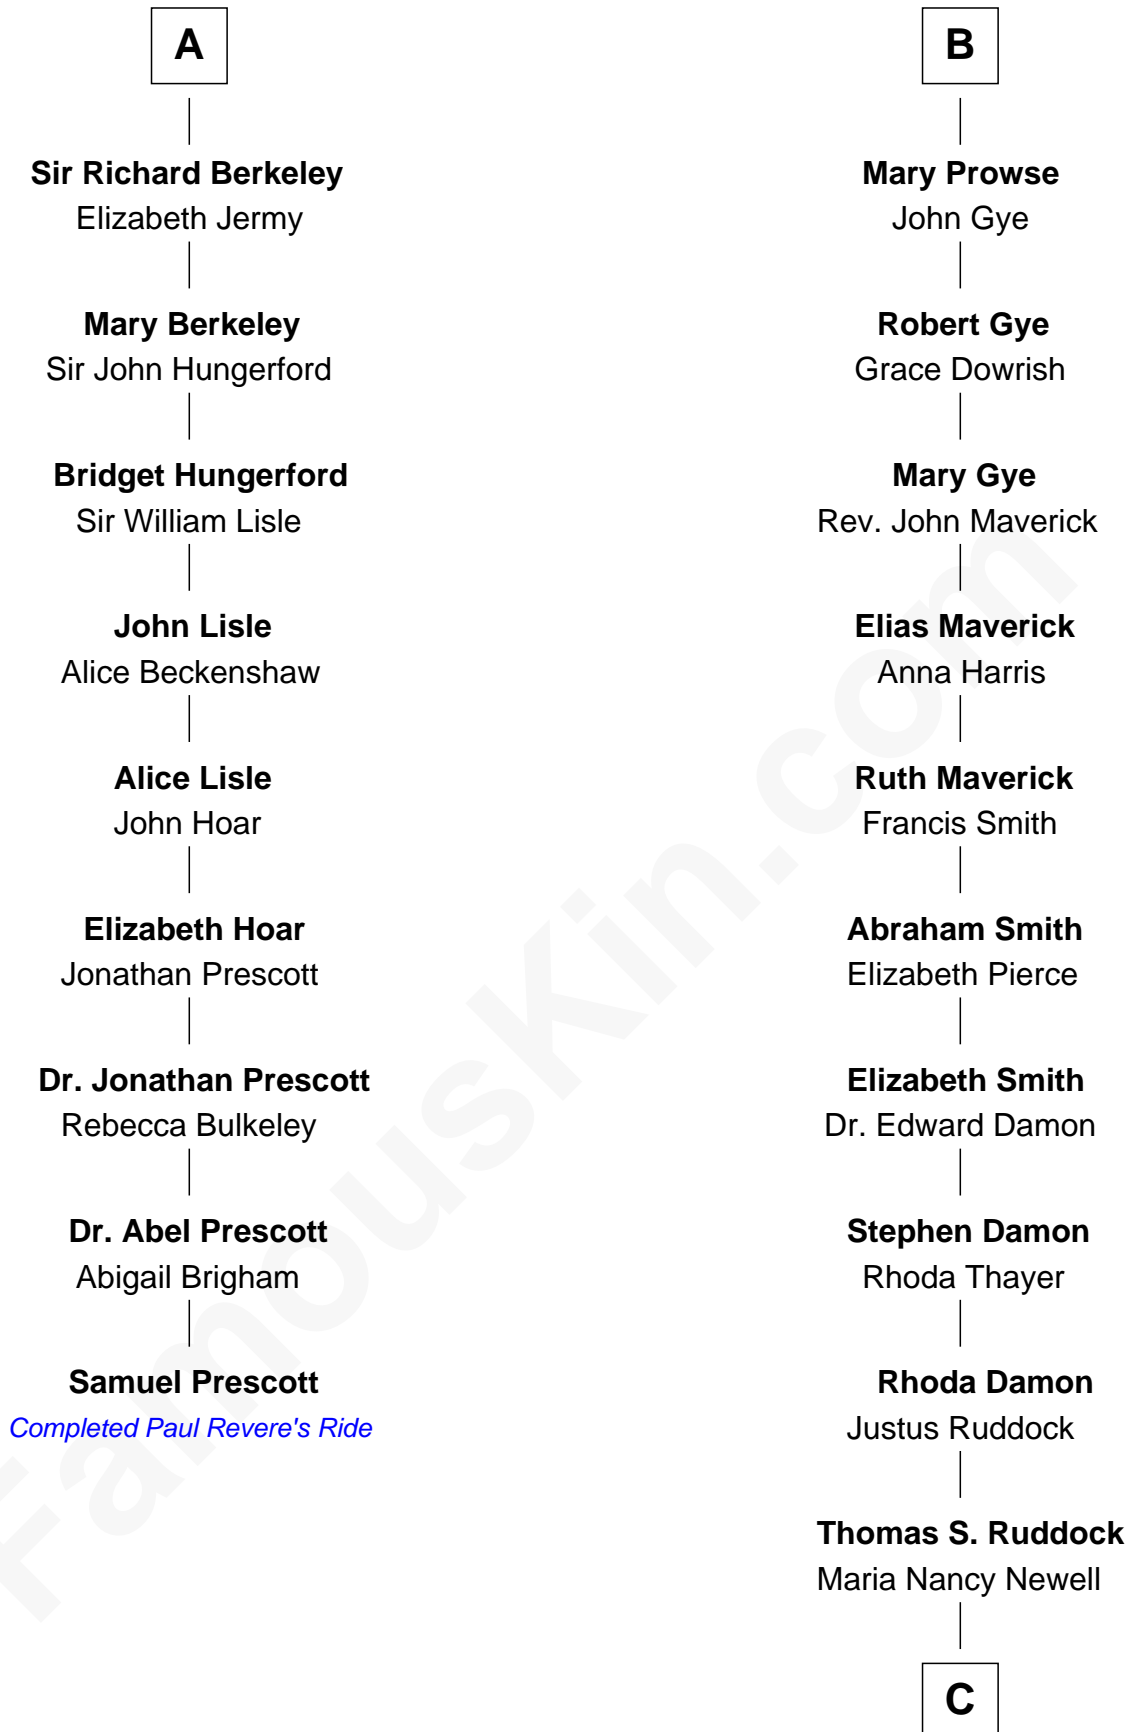 A
Sir Richard Berkeley
Elizabeth Jermy
Mary Berkeley
Sir John Hungerford
Bridget Hungerford
Sir William Lisle
John Lisle
Alice Beckenshaw
Alice Lisle
John Hoar
Elizabeth Hoar
Jonathan Prescott
Dr. Jonathan Prescott
Rebecca Bulkeley
Dr. Abel Prescott
Abigail Brigham
Samuel Prescott
Completed Paul Revere's Ride
B
Mary Prowse
John Gye
Robert Gye
Grace Dowrish
Mary Gye
Rev. John Maverick
Elias Maverick
Anna Harris
Ruth Maverick
Francis Smith
Abraham Smith
Elizabeth Pierce
Elizabeth Smith
Dr. Edward Damon
Stephen Damon
Rhoda Thayer
Rhoda Damon
Justus Ruddock
Thomas S. Ruddock
Maria Nancy Newell
C
FamousKin.com